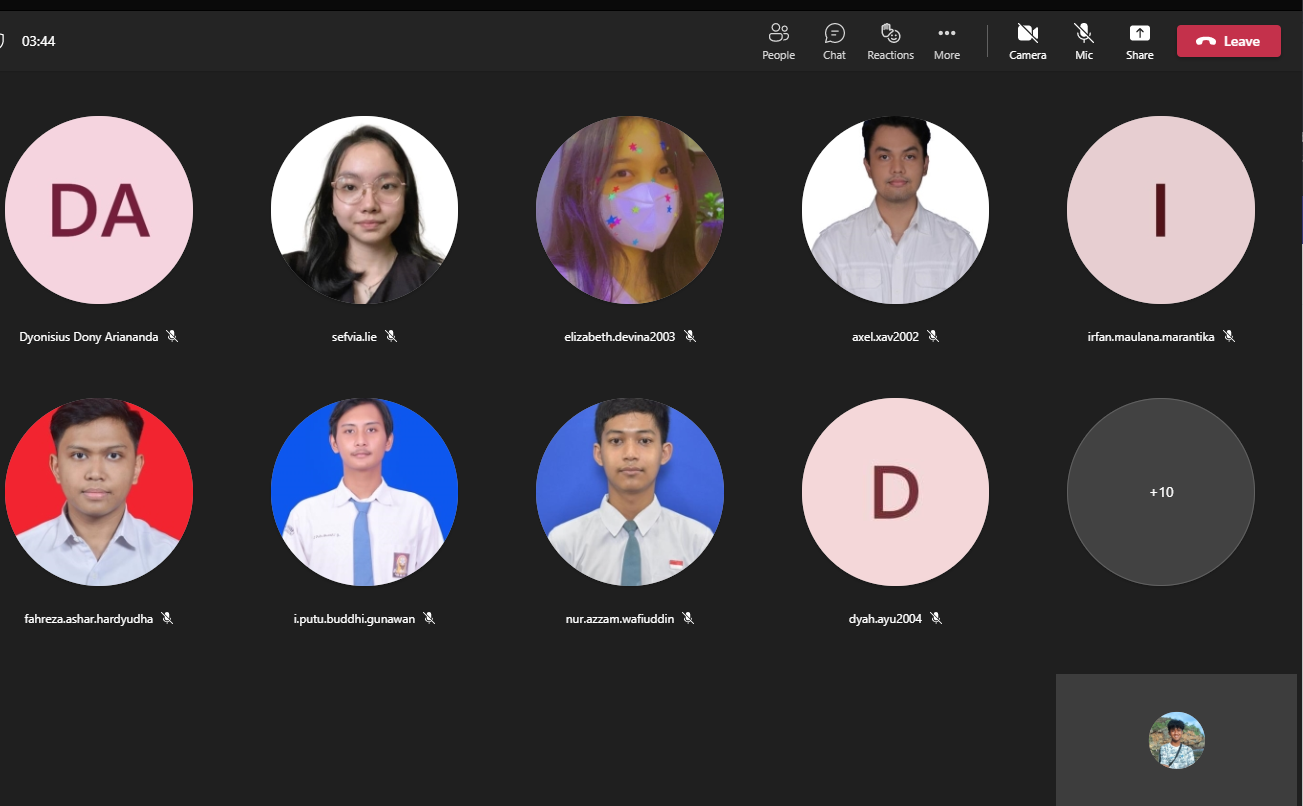 03:44
People Chat Reactions More Camera Mic Share Leave
DA
I
Dyonisius Dony Ariananda
sefvia.lie
elizabeth.devina2003
axel.xav2002
irfan.maulana.marantika
D
+10
fahreza.ashar.hardyudha
i.putu.buddhi.gunawan
nur.azzam.wafiuddin
dyah.ayu2004